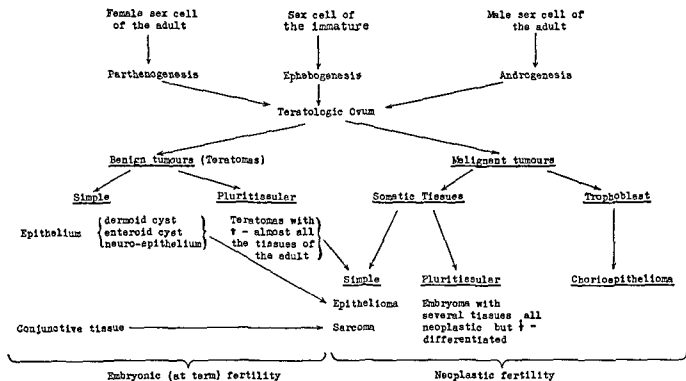 Female sex cell
of the adult
Sex cell of
the immature
Male sex cell of
the adult
Parthenogenesis
Ephebogenesis
Androgenesis
Teratologic Ovum
Benign tumours (Teratomas)
Malignant tumours
Simple
Pluritissular
Somatic Tissues
Trophoblast
Epithelium
dermoid cyst
enteroid cyst
neuro-epithelium
Teratomas with
+ - almost all
the tissues of
the adult
Simple
Pluritissular
Chorioepithelioma
Epithelioma
Embryoma with
several tissues all
neoplastic but + -
differentiated
Conjunctive tissue
Sarcoma
Embryonic (at term) fertility
Neoplastic fertility